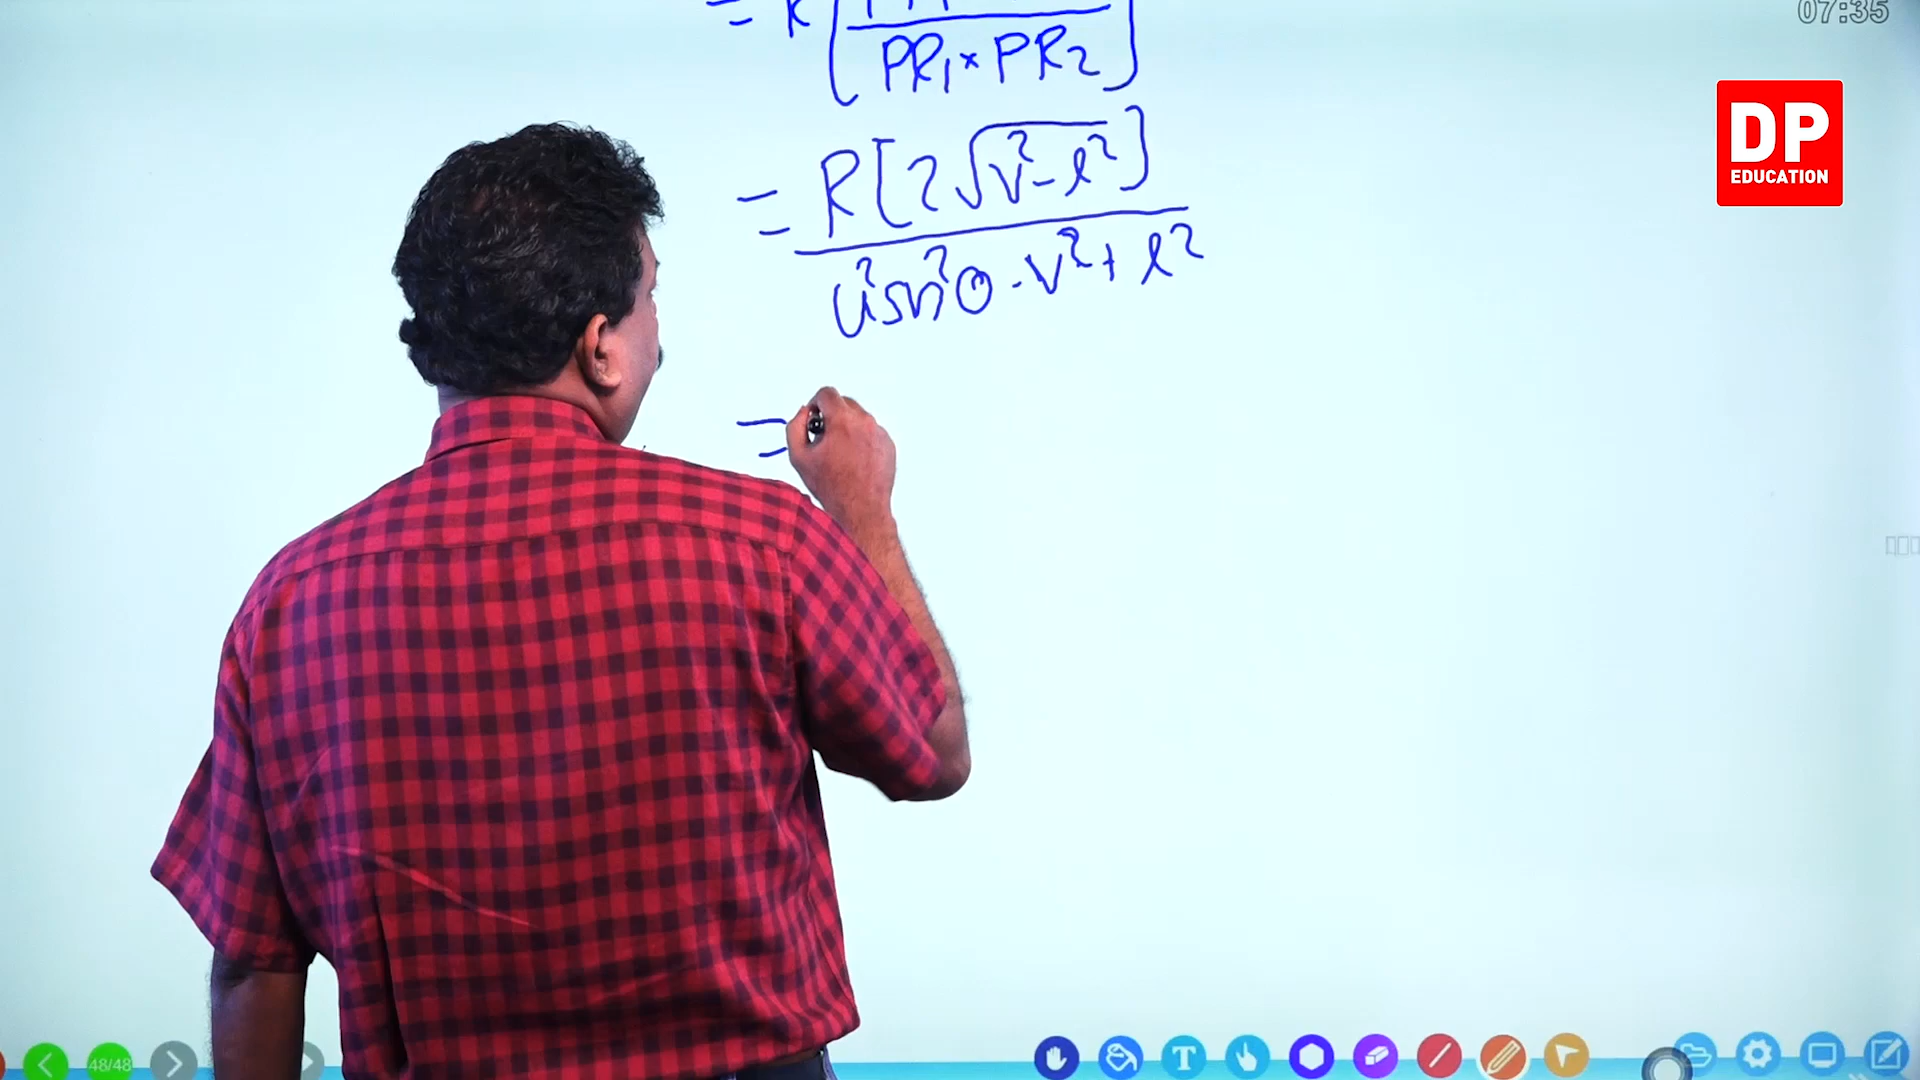 07:35
= R
PR₁ × PR₂
DP
EDUCATION
= R[2√v²-l²]
u²sin²θ - v² + l²
=
48/48
T